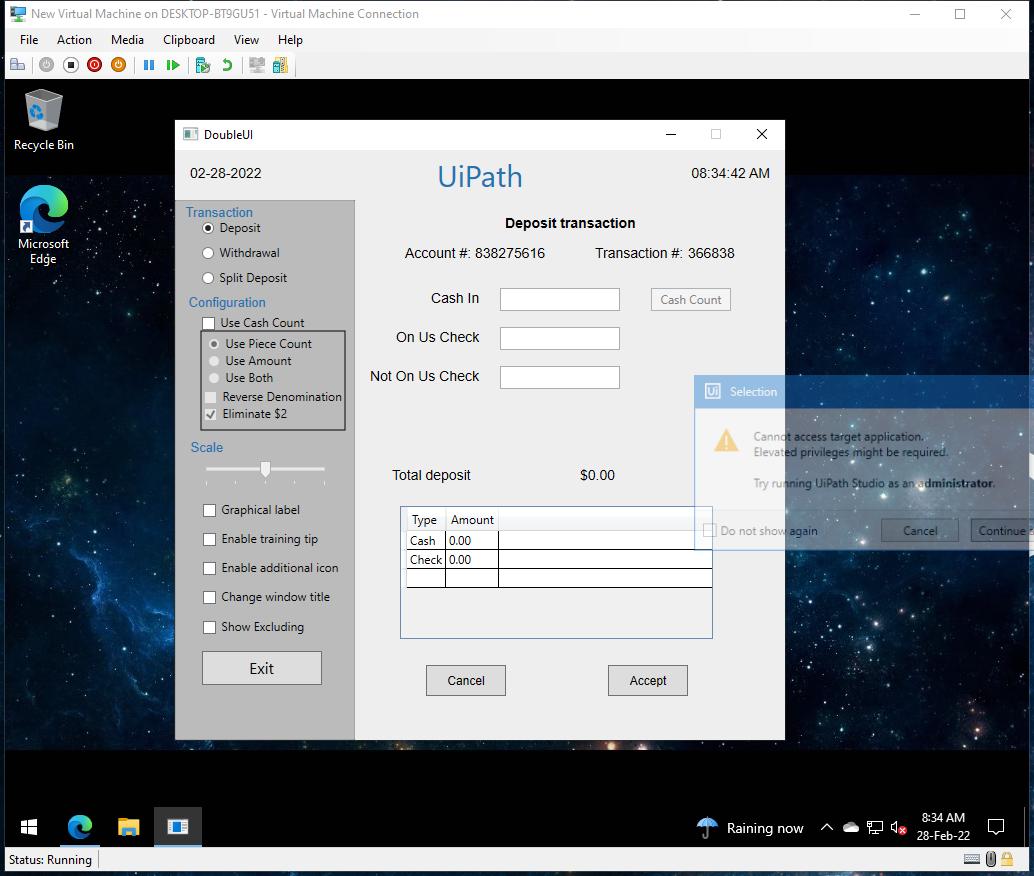 New Virtual Machine on DESKTOP-BT9GU51 - Virtual Machine Connection
File Action Media Clipboard View Help
Recycle Bin
Microsoft
Edge
DoubleUI
02-28-2022 UiPath 08:34:42 AM
Transaction
Deposit
Withdrawal
Split Deposit
Configuration
Use Cash Count
Use Piece Count
Use Amount
Use Both
Reverse Denomination
Eliminate $2
Scale
Graphical label
Enable training tip
Enable additional icon
Change window title
Show Excluding
Exit
Deposit transaction
Account #: 838275616 Transaction #: 366838
Cash In Cash Count
On Us Check
Not On Us Check
Total deposit $0.00
Type Amount
Cash 0.00
Check 0.00
Cancel Accept
Ui Selection
Cannot access target application.
Elevated privileges might be required.
Try running UiPath Studio as an administrator.
Do not show again Cancel Continue
Raining now
8:34 AM
28-Feb-22
Status: Running